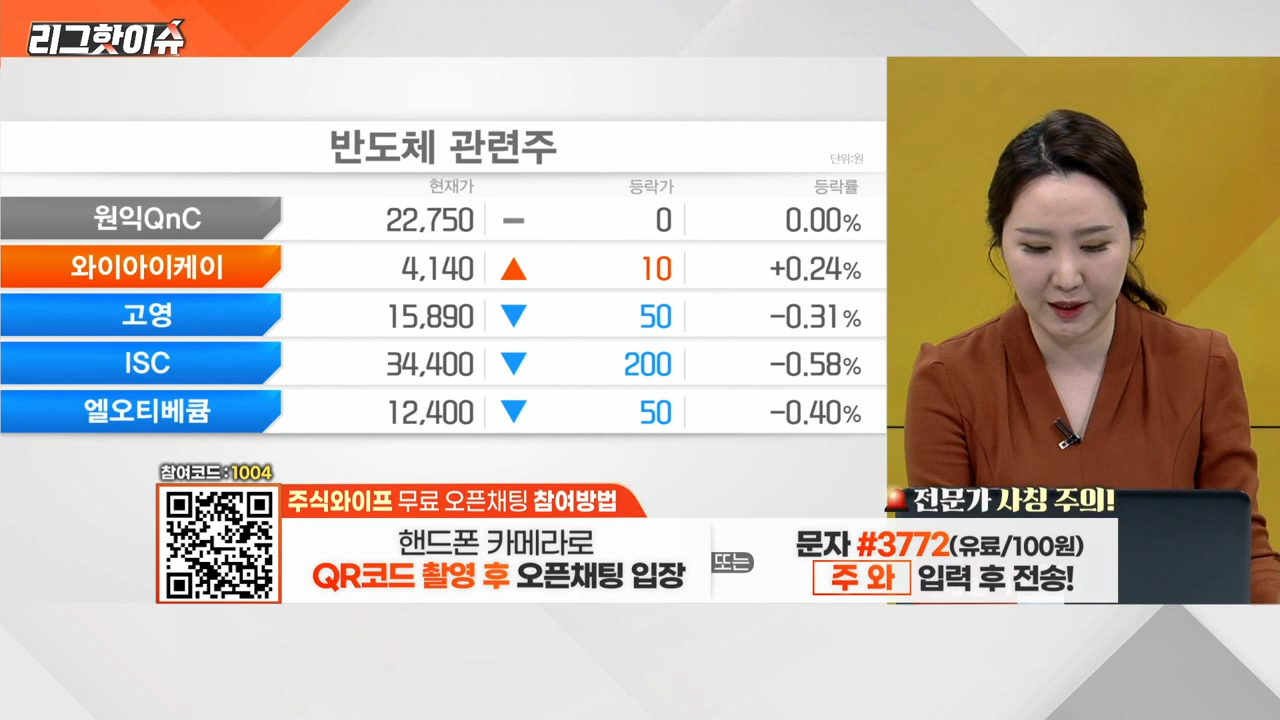 리그핫이슈
반도체 관련주
단위:원
현재가 등락가 등락률
원익QnC 22,750 0 0.00%
와이아이케이 4,140 ▲ 10 +0.24%
고영 15,890 ▼ 50 -0.31%
ISC 34,400 ▼ 200 -0.58%
엘오티베큠 12,400 ▼ 50 -0.40%
참여코드:1004
주식와이프 무료 오픈채팅 참여방법
핸드폰 카메라로
QR코드 촬영 후 오픈채팅 입장
또는
전문가 사칭 주의!
문자 #3772(유료/100원)
주 와 입력 후 전송!